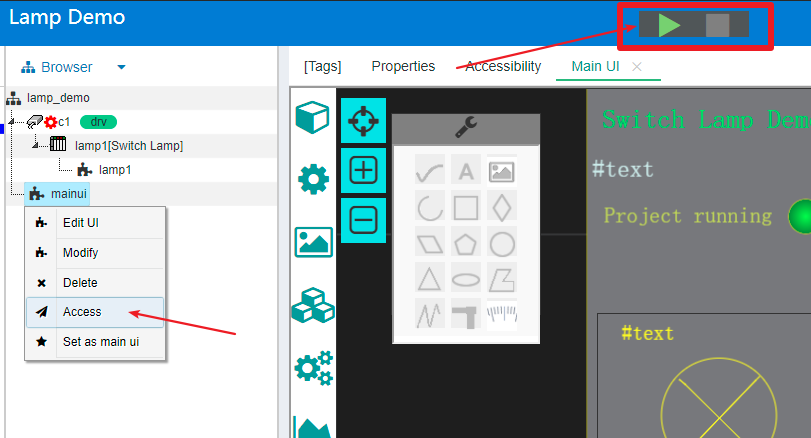 Lamp Demo
Browser
[Tags] Properties Accessibility Main UI
lamp_demo
c1 drv
lamp1[Switch Lamp]
lamp1
mainui
Edit UI
Modify
Delete
Access
Set as main ui
A
Switch Lamp Dem
#text
Project running
#text